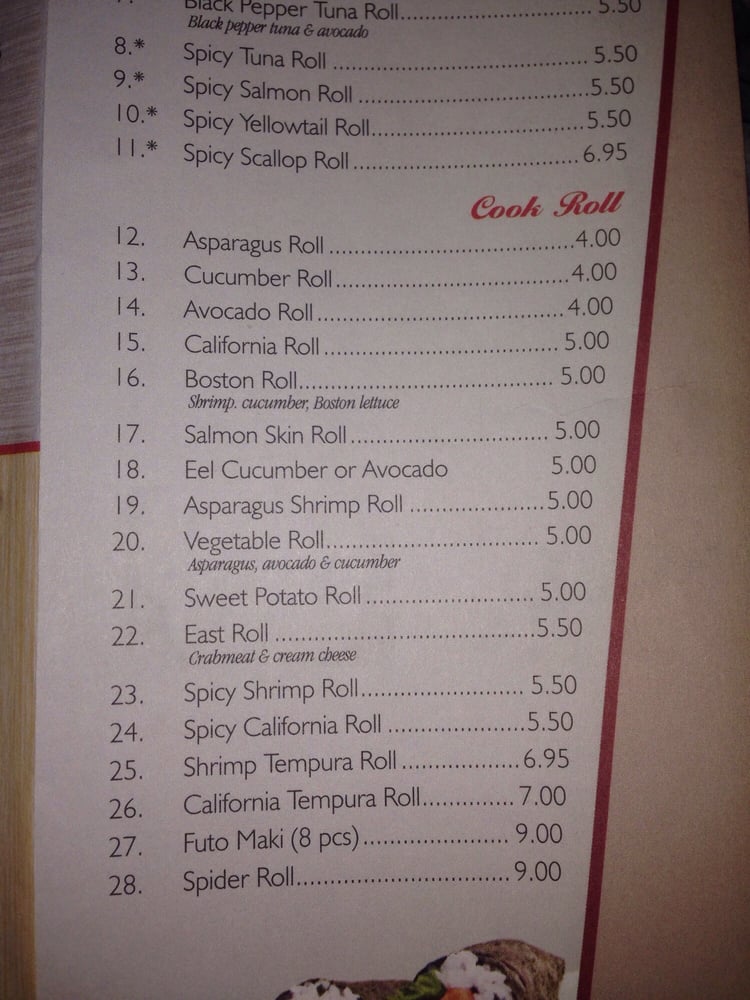 Black Pepper Tuna Roll.......................... 5.50
Black pepper tuna & avocado
8.* Spicy Tuna Roll .................................... 5.50
9.* Spicy Salmon Roll .................................5.50
10.* Spicy Yellowtail Roll...............................5.50
11.* Spicy Scallop Roll ................................ 6.95
Cook Roll
12. Asparagus Roll ...................................4.00
13. Cucumber Roll..................................4.00
14. Avocado Roll ................................... 4.00
15. California Roll ................................. 5.00
16. Boston Roll.................................... 5.00
Shrimp. cucumber, Boston lettuce
17. Salmon Skin Roll ............................ 5.00
18. Eel Cucumber or Avocado 5.00
19. Asparagus Shrimp Roll ...................5.00
20. Vegetable Roll.............................. 5.00
Asparagus, avocado & cucumber
21. Sweet Potato Roll ........................ 5.00
22. East Roll .....................................5.50
Crabmeat & cream cheese
23. Spicy Shrimp Roll....................... 5.50
24. Spicy California Roll ...................5.50
25. Shrimp Tempura Roll .................6.95
26. California Tempura Roll............. 7.00
27. Futo Maki (8 pcs) ..................... 9.00
28. Spider Roll............................... 9.00